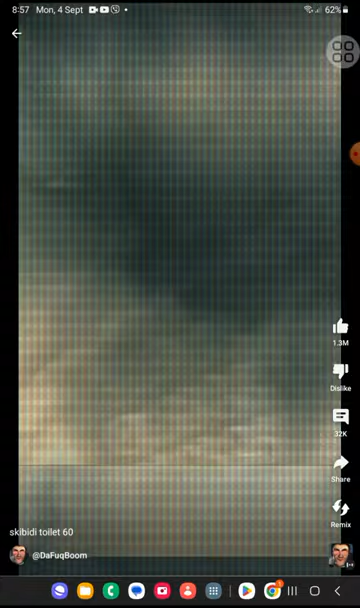 8:57 Mon, 4 Sept 62%
1.3M
Dislike
32K
Share
Remix
skibidi toilet 60
@DaFuqBoom